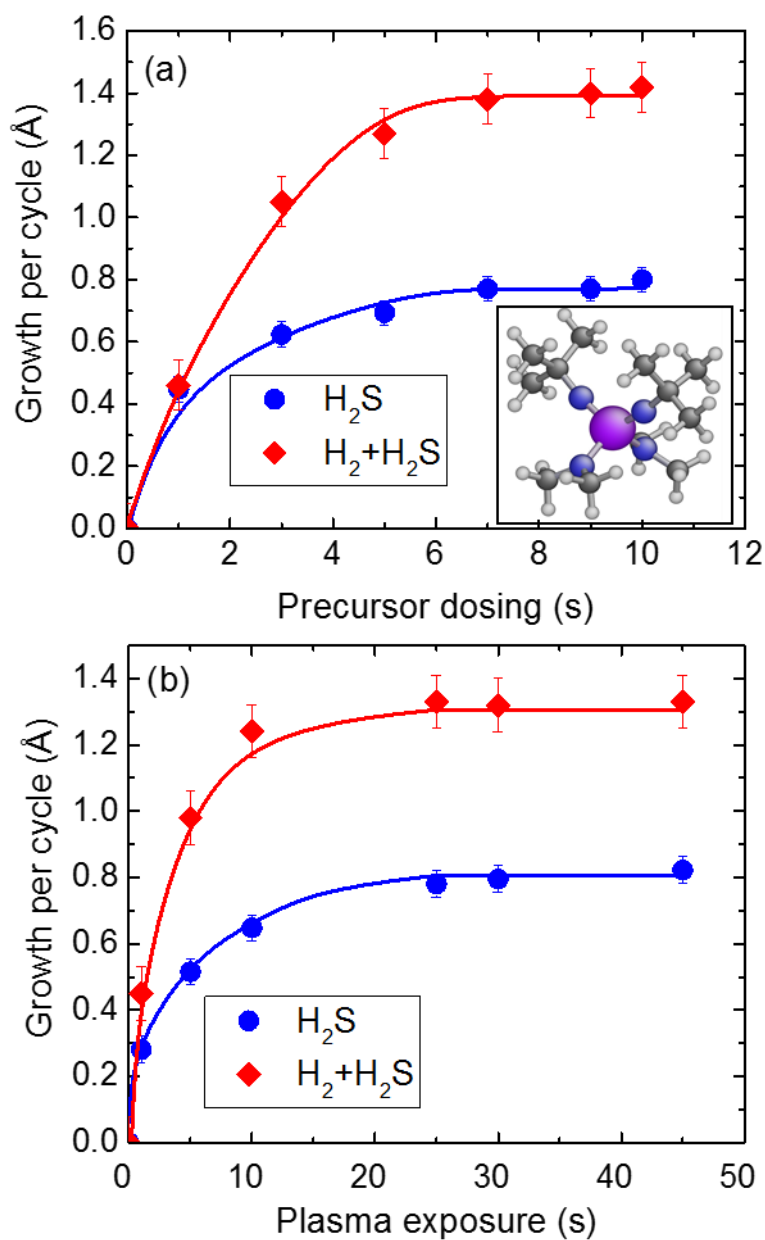 (a)
Growth per cycle (Å)
1.6
1.4
1.2
1.0
0.8
0.6
0.4
0.2
0.0
H₂S
H₂+H₂S
0 2 4 6 8 10 12
Precursor dosing (s)
(b)
Growth per cycle (Å)
1.4
1.2
1.0
0.8
0.6
0.4
0.2
0.0
H₂S
H₂+H₂S
0 10 20 30 40 50
Plasma exposure (s)